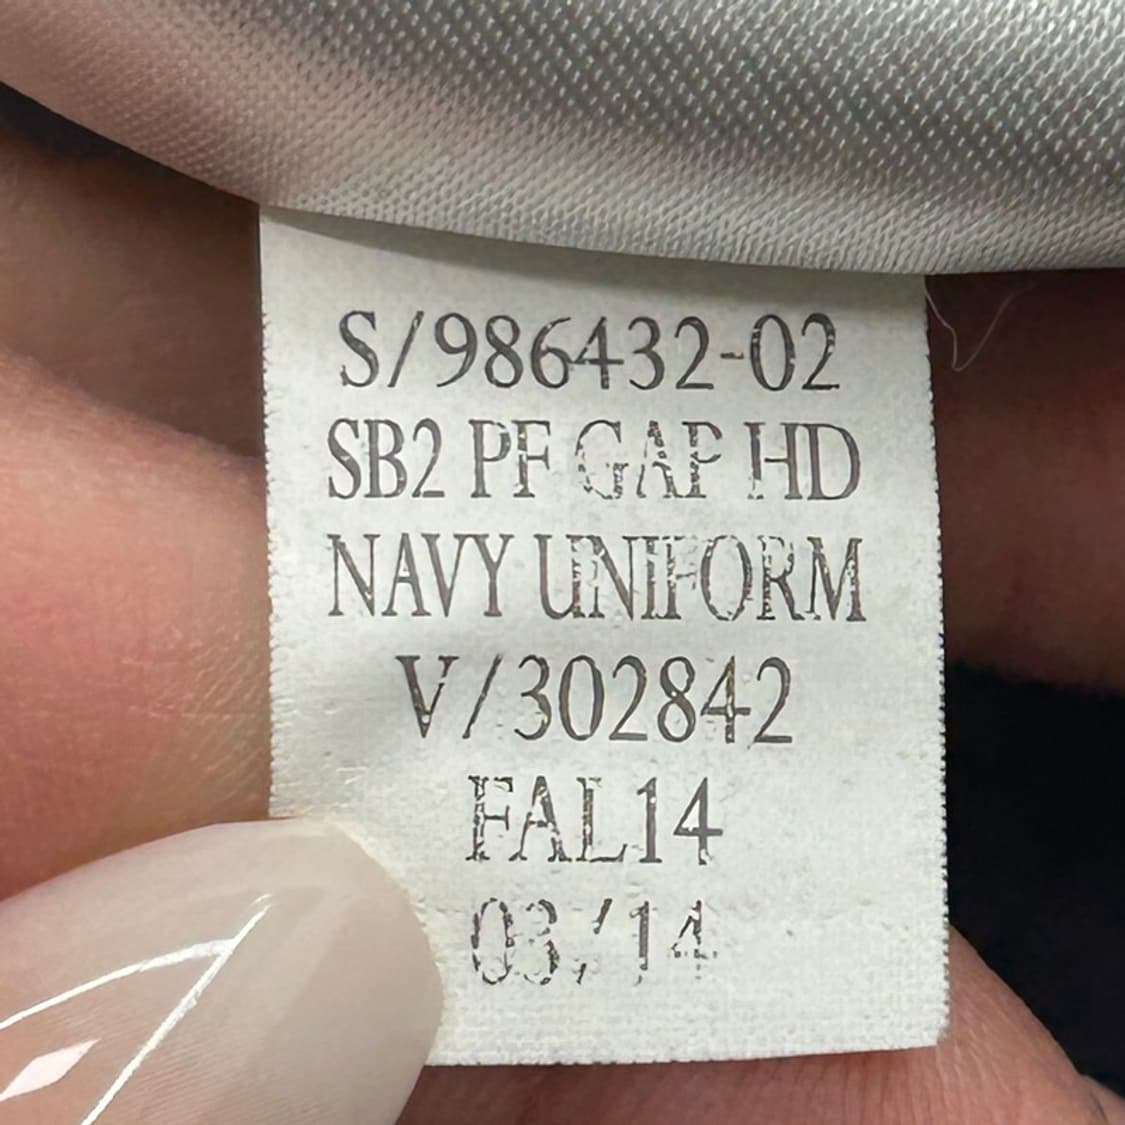 S/986432-02
SB2 PF GAP HD
NAVY UNIFORM
V/302842
FAL14
03/14